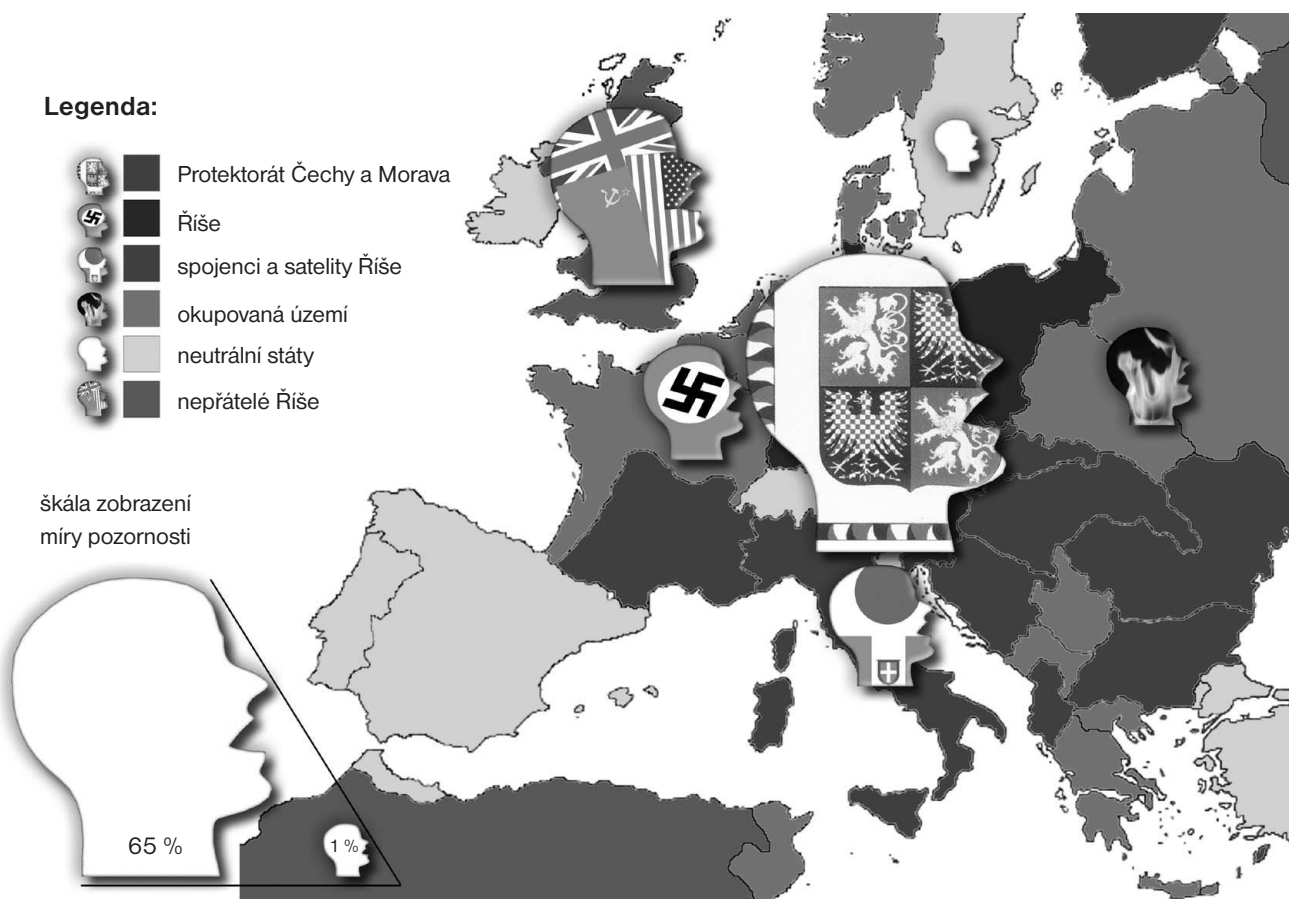 Legenda:
Protektorát Čechy a Morava
Říše
spojenci a satelity Říše
okupovaná území
neutrální státy
nepřátelé Říše
škála zobrazení
míry pozornosti
65 %
1 %